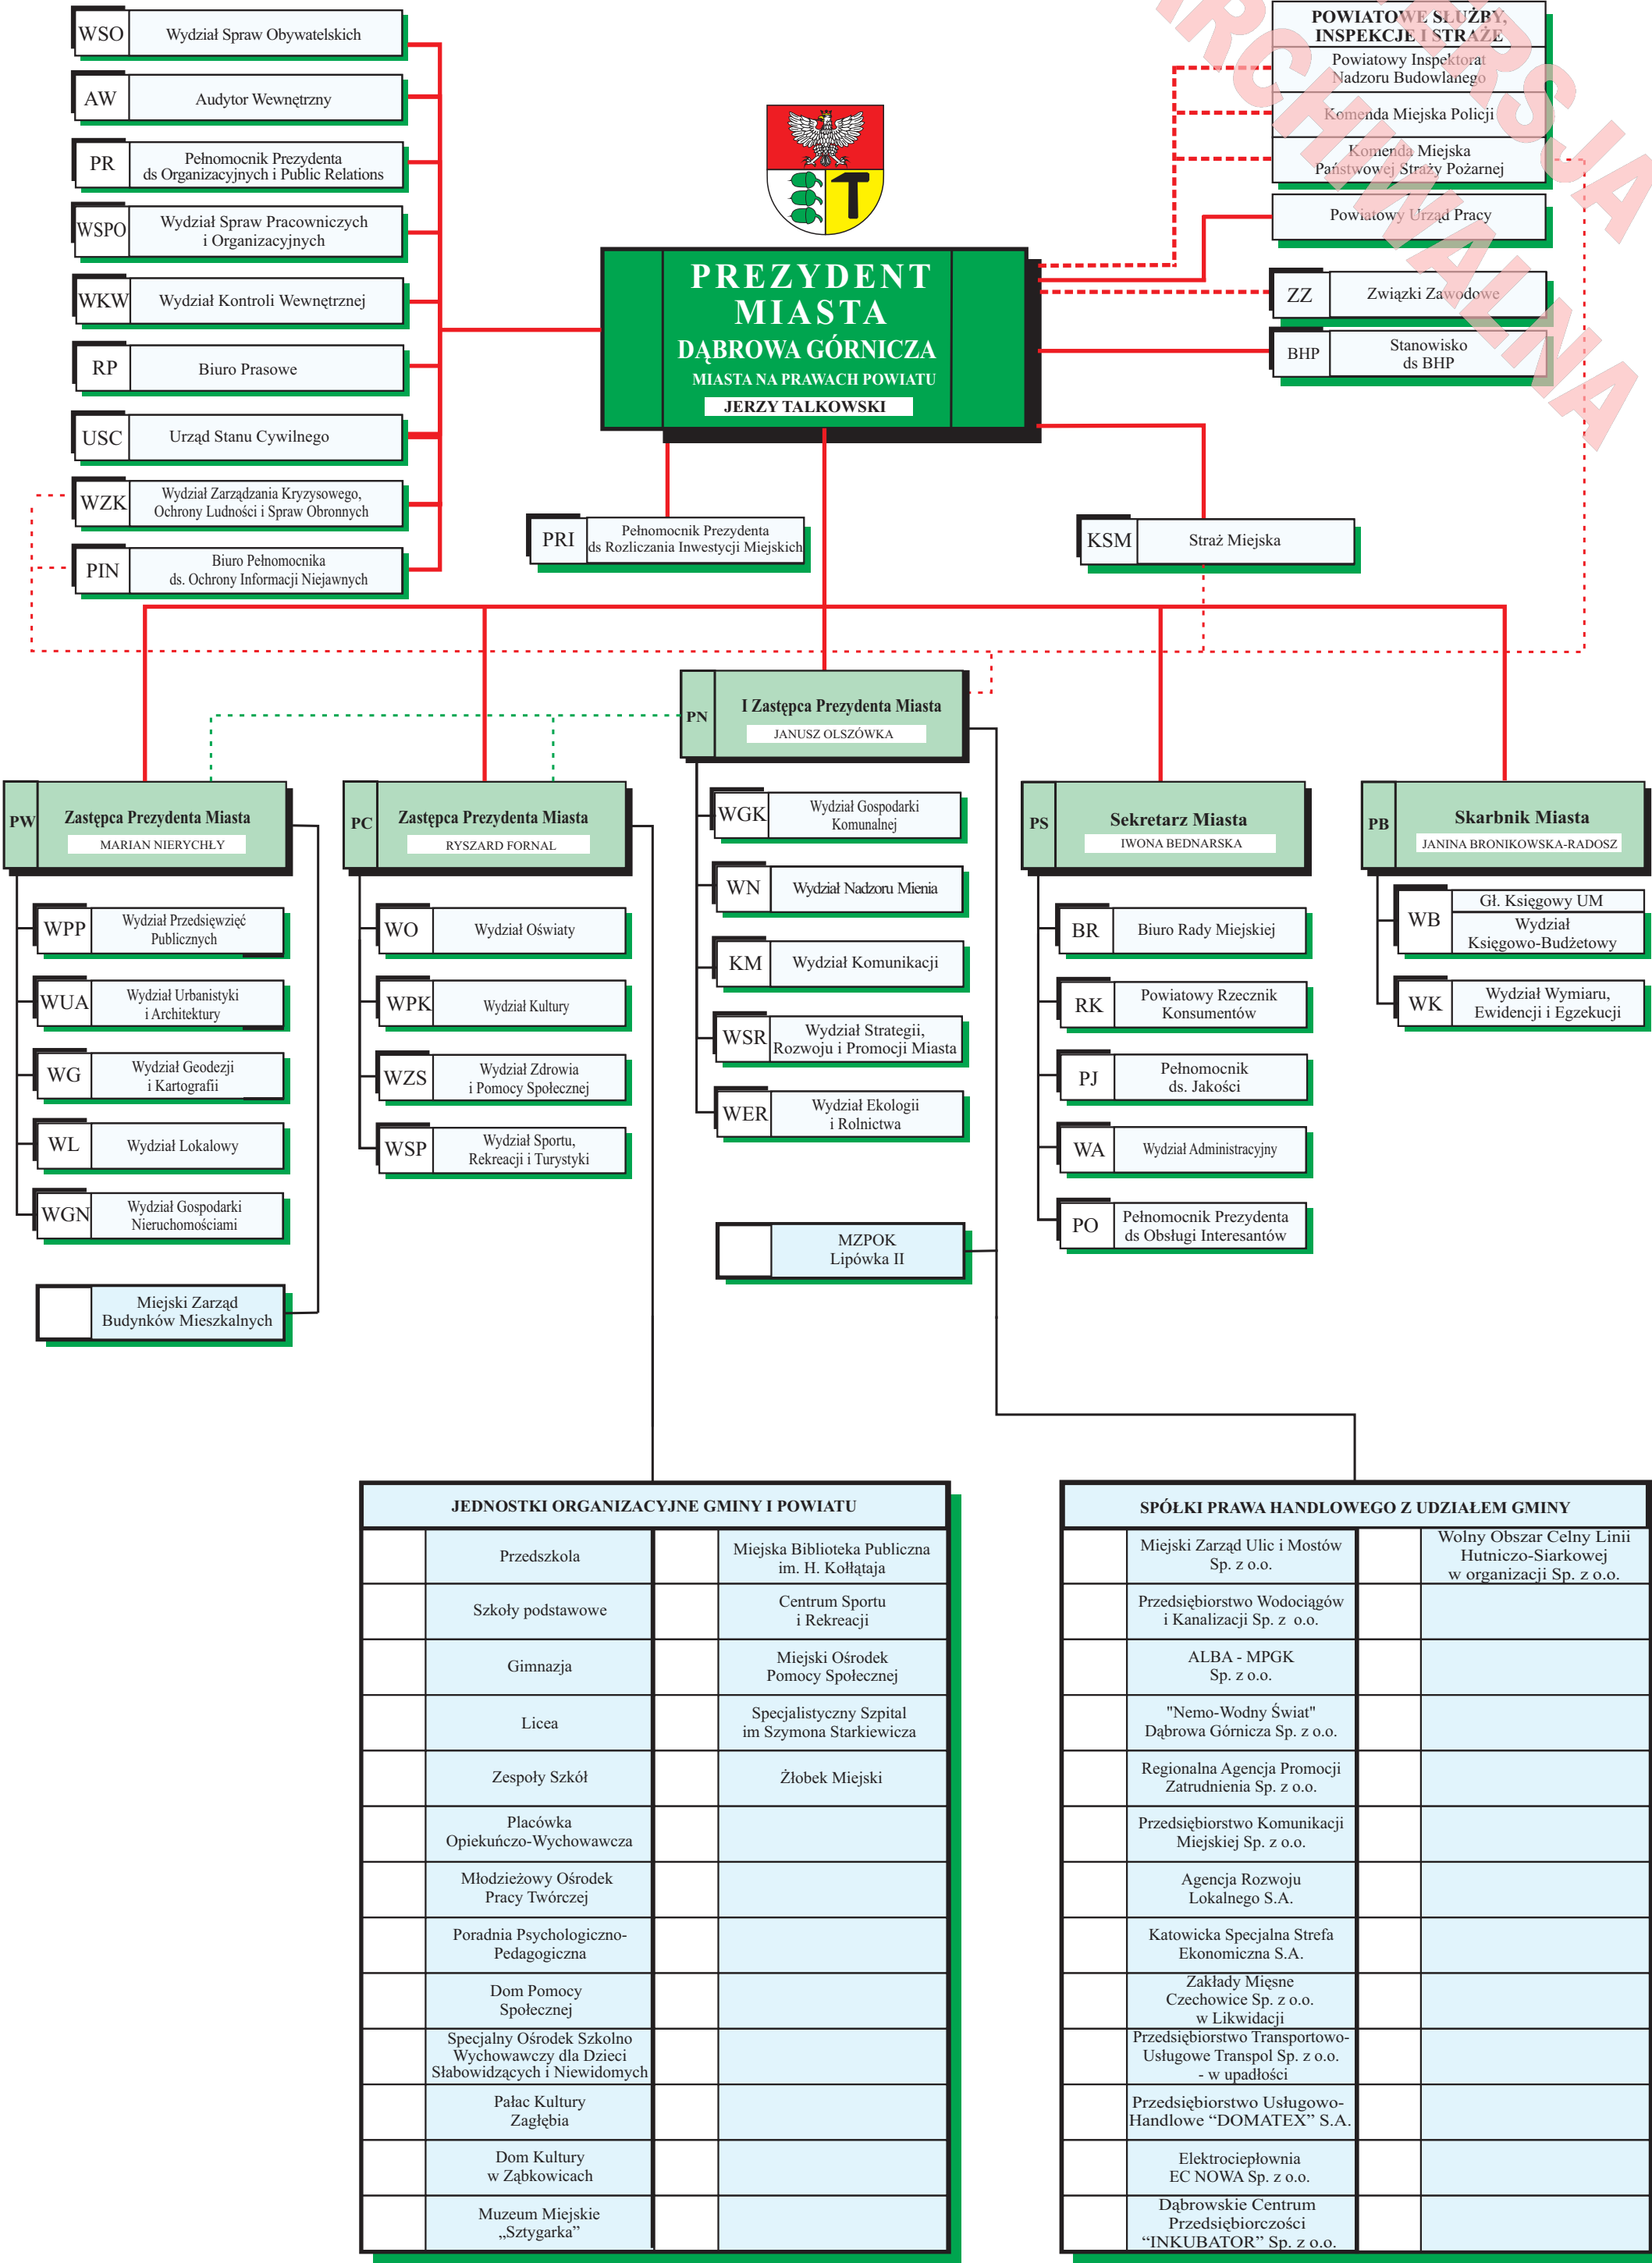 WSO
Wydział Spraw Obywatelskich
AW
Audytor Wewnętrzny
PR
Pełnomocnik Prezydenta
ds Organizacyjnych i Public Relations
WSPO
Wydział Spraw Pracowniczych
i Organizacyjnych
WKW
Wydział Kontroli Wewnętrznej
RP
Biuro Prasowe
USC
Urząd Stanu Cywilnego
WZK
Wydział Zarządzania Kryzysowego,
Ochrony Ludności i Spraw Obronnych
PIN
Biuro Pełnomocnika
ds. Ochrony Informacji Niejawnych
PREZYDENT
MIASTA
DĄBROWA GÓRNICZA
MIASTA NA PRAWACH POWIATU
JERZY TALKOWSKI
POWIATOWE SŁUŻBY,
INSPEKCJE I STRAŻE
Powiatowy Inspektorat
Nadzoru Budowlanego
Komenda Miejska Policji
Komenda Miejska
Państwowej Straży Pożarnej
Powiatowy Urząd Pracy
ZZ
Związki Zawodowe
BHP
Stanowisko
ds BHP
WERSJA
ARCHIWALNA
PRI
Pełnomocnik Prezydenta
ds Rozliczania Inwestycji Miejskich
KSM
Straż Miejska
PN
I Zastępca Prezydenta Miasta
JANUSZ OLSZÓWKA
WGK
Wydział Gospodarki
Komunalnej
WN
Wydział Nadzoru Mienia
KM
Wydział Komunikacji
WSR
Wydział Strategii,
Rozwoju i Promocji Miasta
WER
Wydział Ekologii
i Rolnictwa
MZPOK
Lipówka II
PW
Zastępca Prezydenta Miasta
MARIAN NIERYCHŁY
WPP
Wydział Przedsięwzięć
Publicznych
WUA
Wydział Urbanistyki
i Architektury
WG
Wydział Geodezji
i Kartografii
WL
Wydział Lokalowy
WGN
Wydział Gospodarki
Nieruchomościami
Miejski Zarząd
Budynków Mieszkalnych
PC
Zastępca Prezydenta Miasta
RYSZARD FORNAL
WO
Wydział Oświaty
WPK
Wydział Kultury
WZS
Wydział Zdrowia
i Pomocy Społecznej
WSP
Wydział Sportu,
Rekreacji i Turystyki
PS
Sekretarz Miasta
IWONA BEDNARSKA
BR
Biuro Rady Miejskiej
RK
Powiatowy Rzecznik
Konsumentów
PJ
Pełnomocnik
ds. Jakości
WA
Wydział Administracyjny
PO
Pełnomocnik Prezydenta
ds Obsługi Interesantów
PB
Skarbnik Miasta
JANINA BRONIKOWSKA-RADOSZ
WB
Gł. Księgowy UM
Wydział
Księgowo-Budżetowy
WK
Wydział Wymiaru,
Ewidencji i Egzekucji
JEDNOSTKI ORGANIZACYJNE GMINY I POWIATU
Przedszkola
Szkoły podstawowe
Gimnazja
Licea
Zespoły Szkół
Placówka
Opiekuńczo-Wychowawcza
Młodzieżowy Ośrodek
Pracy Twórczej
Poradnia Psychologiczno-
Pedagogiczna
Dom Pomocy
Społecznej
Specjalny Ośrodek Szkolno
Wychowawczy dla Dzieci
Słabowidzących i Niewidomych
Pałac Kultury
Zagłębia
Dom Kultury
w Ząbkowicach
Muzeum Miejskie
„Sztygarka”
Miejska Biblioteka Publiczna
im. H. Kołłątaja
Centrum Sportu
i Rekreacji
Miejski Ośrodek
Pomocy Społecznej
Specjalistyczny Szpital
im Szymona Starkiewicza
Żłobek Miejski
SPÓŁKI PRAWA HANDLOWEGO Z UDZIAŁEM GMINY
Miejski Zarząd Ulic i Mostów
Sp. z o.o.
Przedsiębiorstwo Wodociągów
i Kanalizacji Sp. z o.o.
ALBA - MPGK
Sp. z o.o.
"Nemo-Wodny Świat"
Dąbrowa Górnicza Sp. z o.o.
Regionalna Agencja Promocji
Zatrudnienia Sp. z o.o.
Przedsiębiorstwo Komunikacji
Miejskiej Sp. z o.o.
Agencja Rozwoju
Lokalnego S.A.
Katowicka Specjalna Strefa
Ekonomiczna S.A.
Zakłady Mięsne
Czechowice Sp. z o.o.
w Likwidacji
Przedsiębiorstwo Transportowo-
Usługowe Transpol Sp. z o.o.
- w upadłości
Przedsiębiorstwo Usługowo-
Handlowe “DOMATEX” S.A.
Elektrociepłownia
EC NOWA Sp. z o.o.
Dąbrowskie Centrum
Przedsiębiorczości
“INKUBATOR” Sp. z o.o.
Wolny Obszar Celny Linii
Hutniczo-Siarkowej
w organizacji Sp. z o.o.